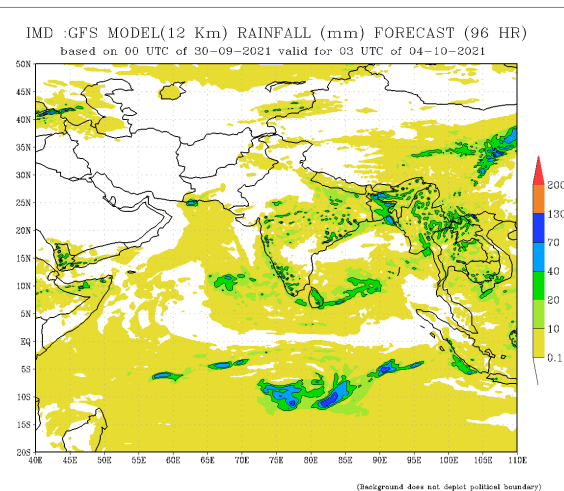 IMD :GFS MODEL(12 Km) RAINFALL (mm) FORECAST (96 HR)
based on 00 UTC of 30-09-2021 valid for 03 UTC of 04-10-2021
50N
45N
40N
35N
30N
25N
20N
15N
10N
5N
EQ
5S
10S
15S
20S
40E 45E 50E 55E 60E 65E 70E 75E 80E 85E 90E 95E 100E 105E 110E
200
130
70
40
20
10
0.1
(Background does not depict political boundary)